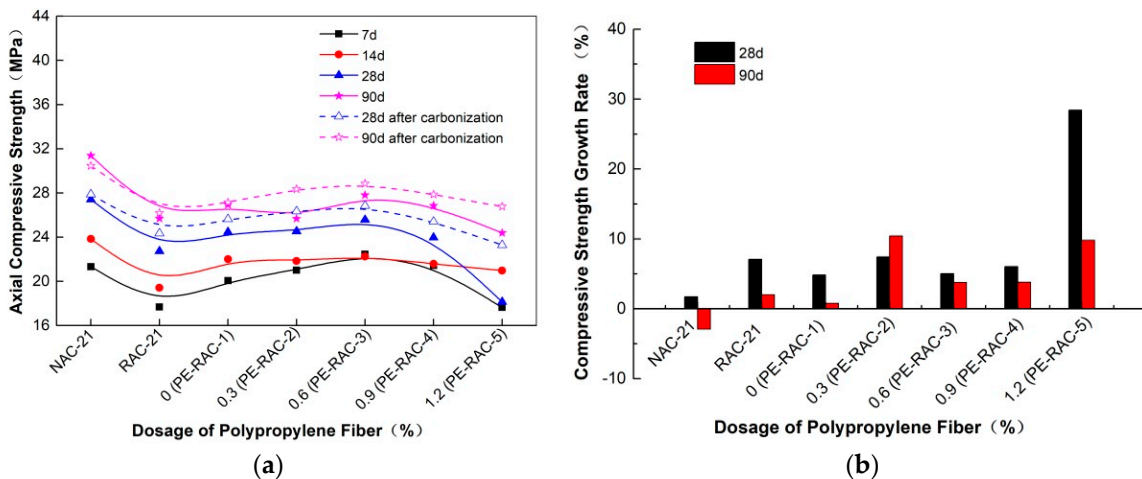 44
40
36
32
28
24
20
16
Axial Compressive Strength（MPa）
7d
14d
28d
90d
28d after carbonization
90d after carbonization
NAC-21
RAC-21
0 (PE-RAC-1)
0.3 (PE-RAC-2)
0.6 (PE-RAC-3)
0.9 (PE-RAC-4)
1.2 (PE-RAC-5)
Dosage of Polypropylene Fiber（%）
(a)
40
30
20
10
0
-10
Compressive Strength Growth Rate（%）
28d
90d
NAC-21
RAC-21
0 (PE-RAC-1)
0.3 (PE-RAC-2)
0.6 (PE-RAC-3)
0.9 (PE-RAC-4)
1.2 (PE-RAC-5)
Dosage of Polypropylene Fiber（%）
(b)